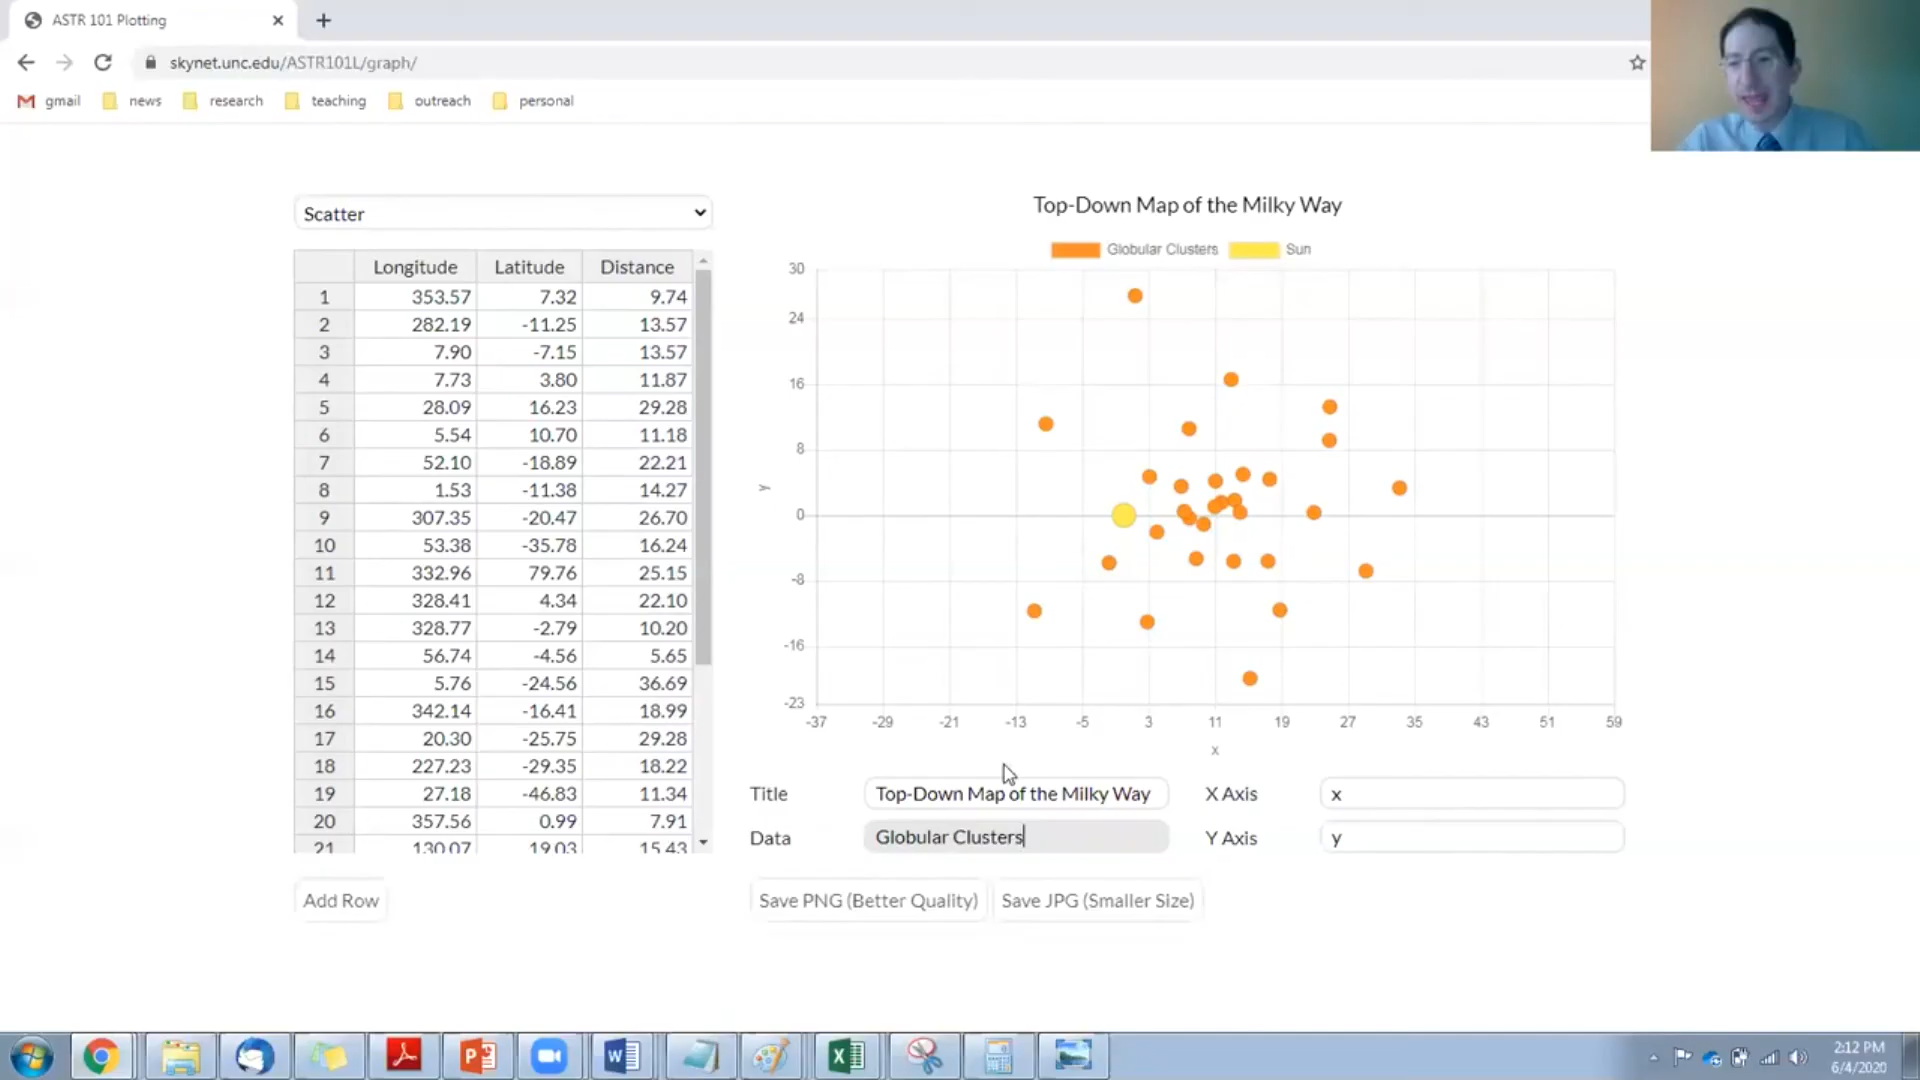 ASTR 101 Plotting
skynet.unc.edu/ASTR101L/graph/
gmail news research teaching outreach personal
Scatter
Longitude Latitude Distance
1 353.57 7.32 9.74
2 282.19 -11.25 13.57
3 7.90 -7.15 13.57
4 7.73 3.80 11.87
5 28.09 16.23 29.28
6 5.54 10.70 11.18
7 52.10 -18.89 22.21
8 1.53 -11.38 14.27
9 307.35 -20.47 26.70
10 53.38 -35.78 16.24
11 332.96 79.76 25.15
12 328.41 4.34 22.10
13 328.77 -2.79 10.20
14 56.74 -4.56 5.65
15 5.76 -24.56 36.69
16 342.14 -16.41 18.99
17 20.30 -25.75 29.28
18 227.23 -29.35 18.22
19 27.18 -46.83 11.34
20 357.56 0.99 7.91
21 130.07 19.03 15.43
Add Row
Top-Down Map of the Milky Way
Globular Clusters Sun
30
24
16
8
0
-8
-16
-23
y
-37 -29 -21 -13 -5 3 11 19 27 35 43 51 59
x
Title Top-Down Map of the Milky Way X Axis x
Data Globular Clusters Y Axis y
Save PNG (Better Quality) Save JPG (Smaller Size)
2:12 PM
6/4/2020